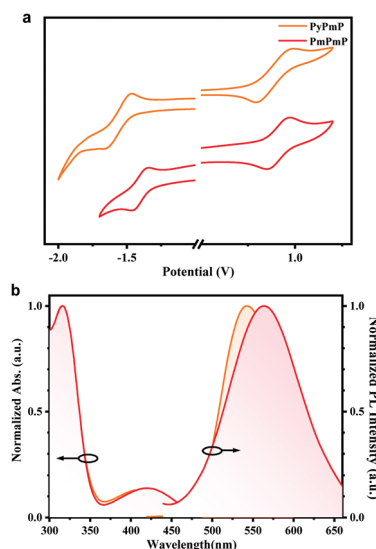 a
PyPmP
PmPmP
-2.0 -1.5 1.0
Potential (V)
b
1.0
0.5
0.0
1.0
0.5
0.0
300 350 400 450 500 550 600 650
Normalized Abs. (a.u.)
Normalized PL Intensity (a.u.)
Wavelength(nm)